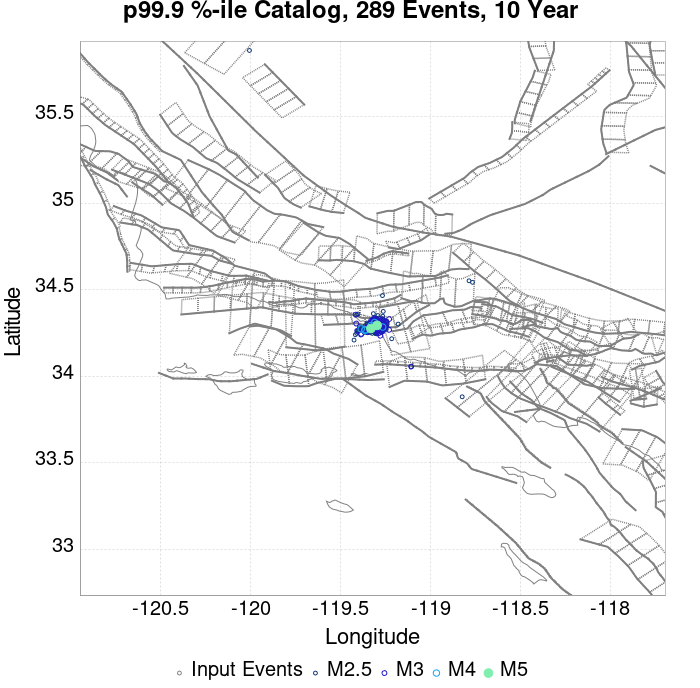 p99.9 %-ile Catalog, 289 Events, 10 Year
35.5
35
34.5
34
33.5
33
Latitude
-120.5 -120 -119.5 -119 -118.5 -118
Longitude
Input Events M2.5 M3 M4 M5